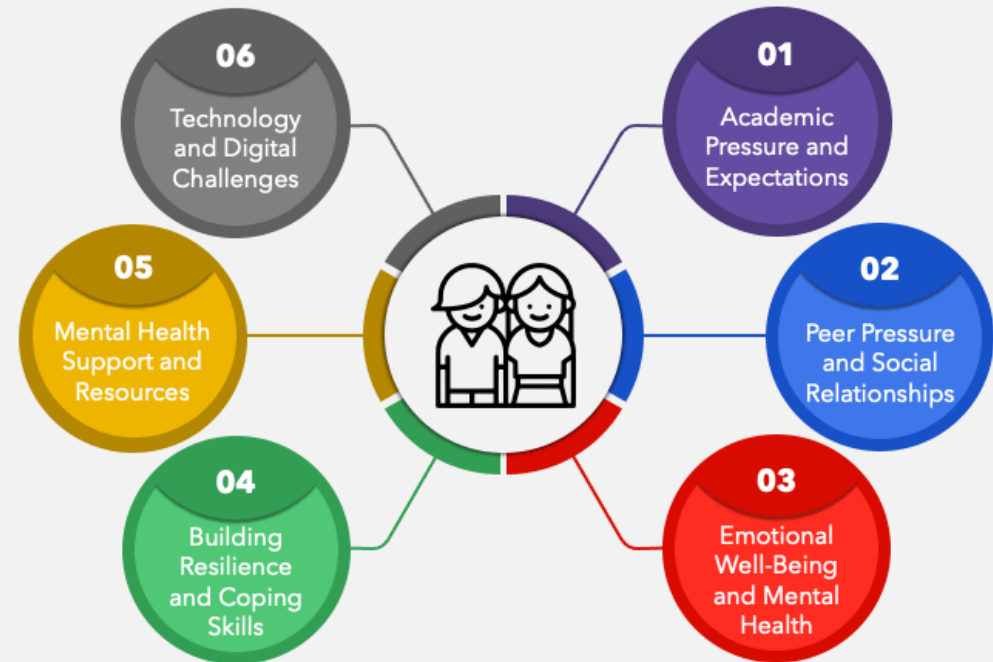 01
Academic
Pressure and
Expectations
02
Peer Pressure
and Social
Relationships
03
Emotional
Well-Being
and Mental
Health
04
Building
Resilience
and Coping
Skills
05
Mental Health
Support and
Resources
06
Technology
and Digital
Challenges